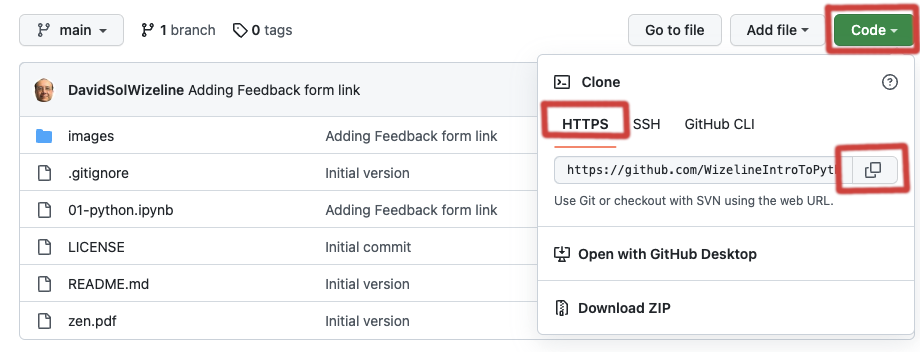 main
1 branch
0 tags
Go to file
Add file
Code
DavidSolWizeline Adding Feedback form link
images Adding Feedback form link
.gitignore Initial version
01-python.ipynb Adding Feedback form link
LICENSE Initial commit
README.md Initial version
zen.pdf Initial version
Clone
HTTPS SSH GitHub CLI
https://github.com/WizelineIntroToPyt
Use Git or checkout with SVN using the web URL.
Open with GitHub Desktop
Download ZIP